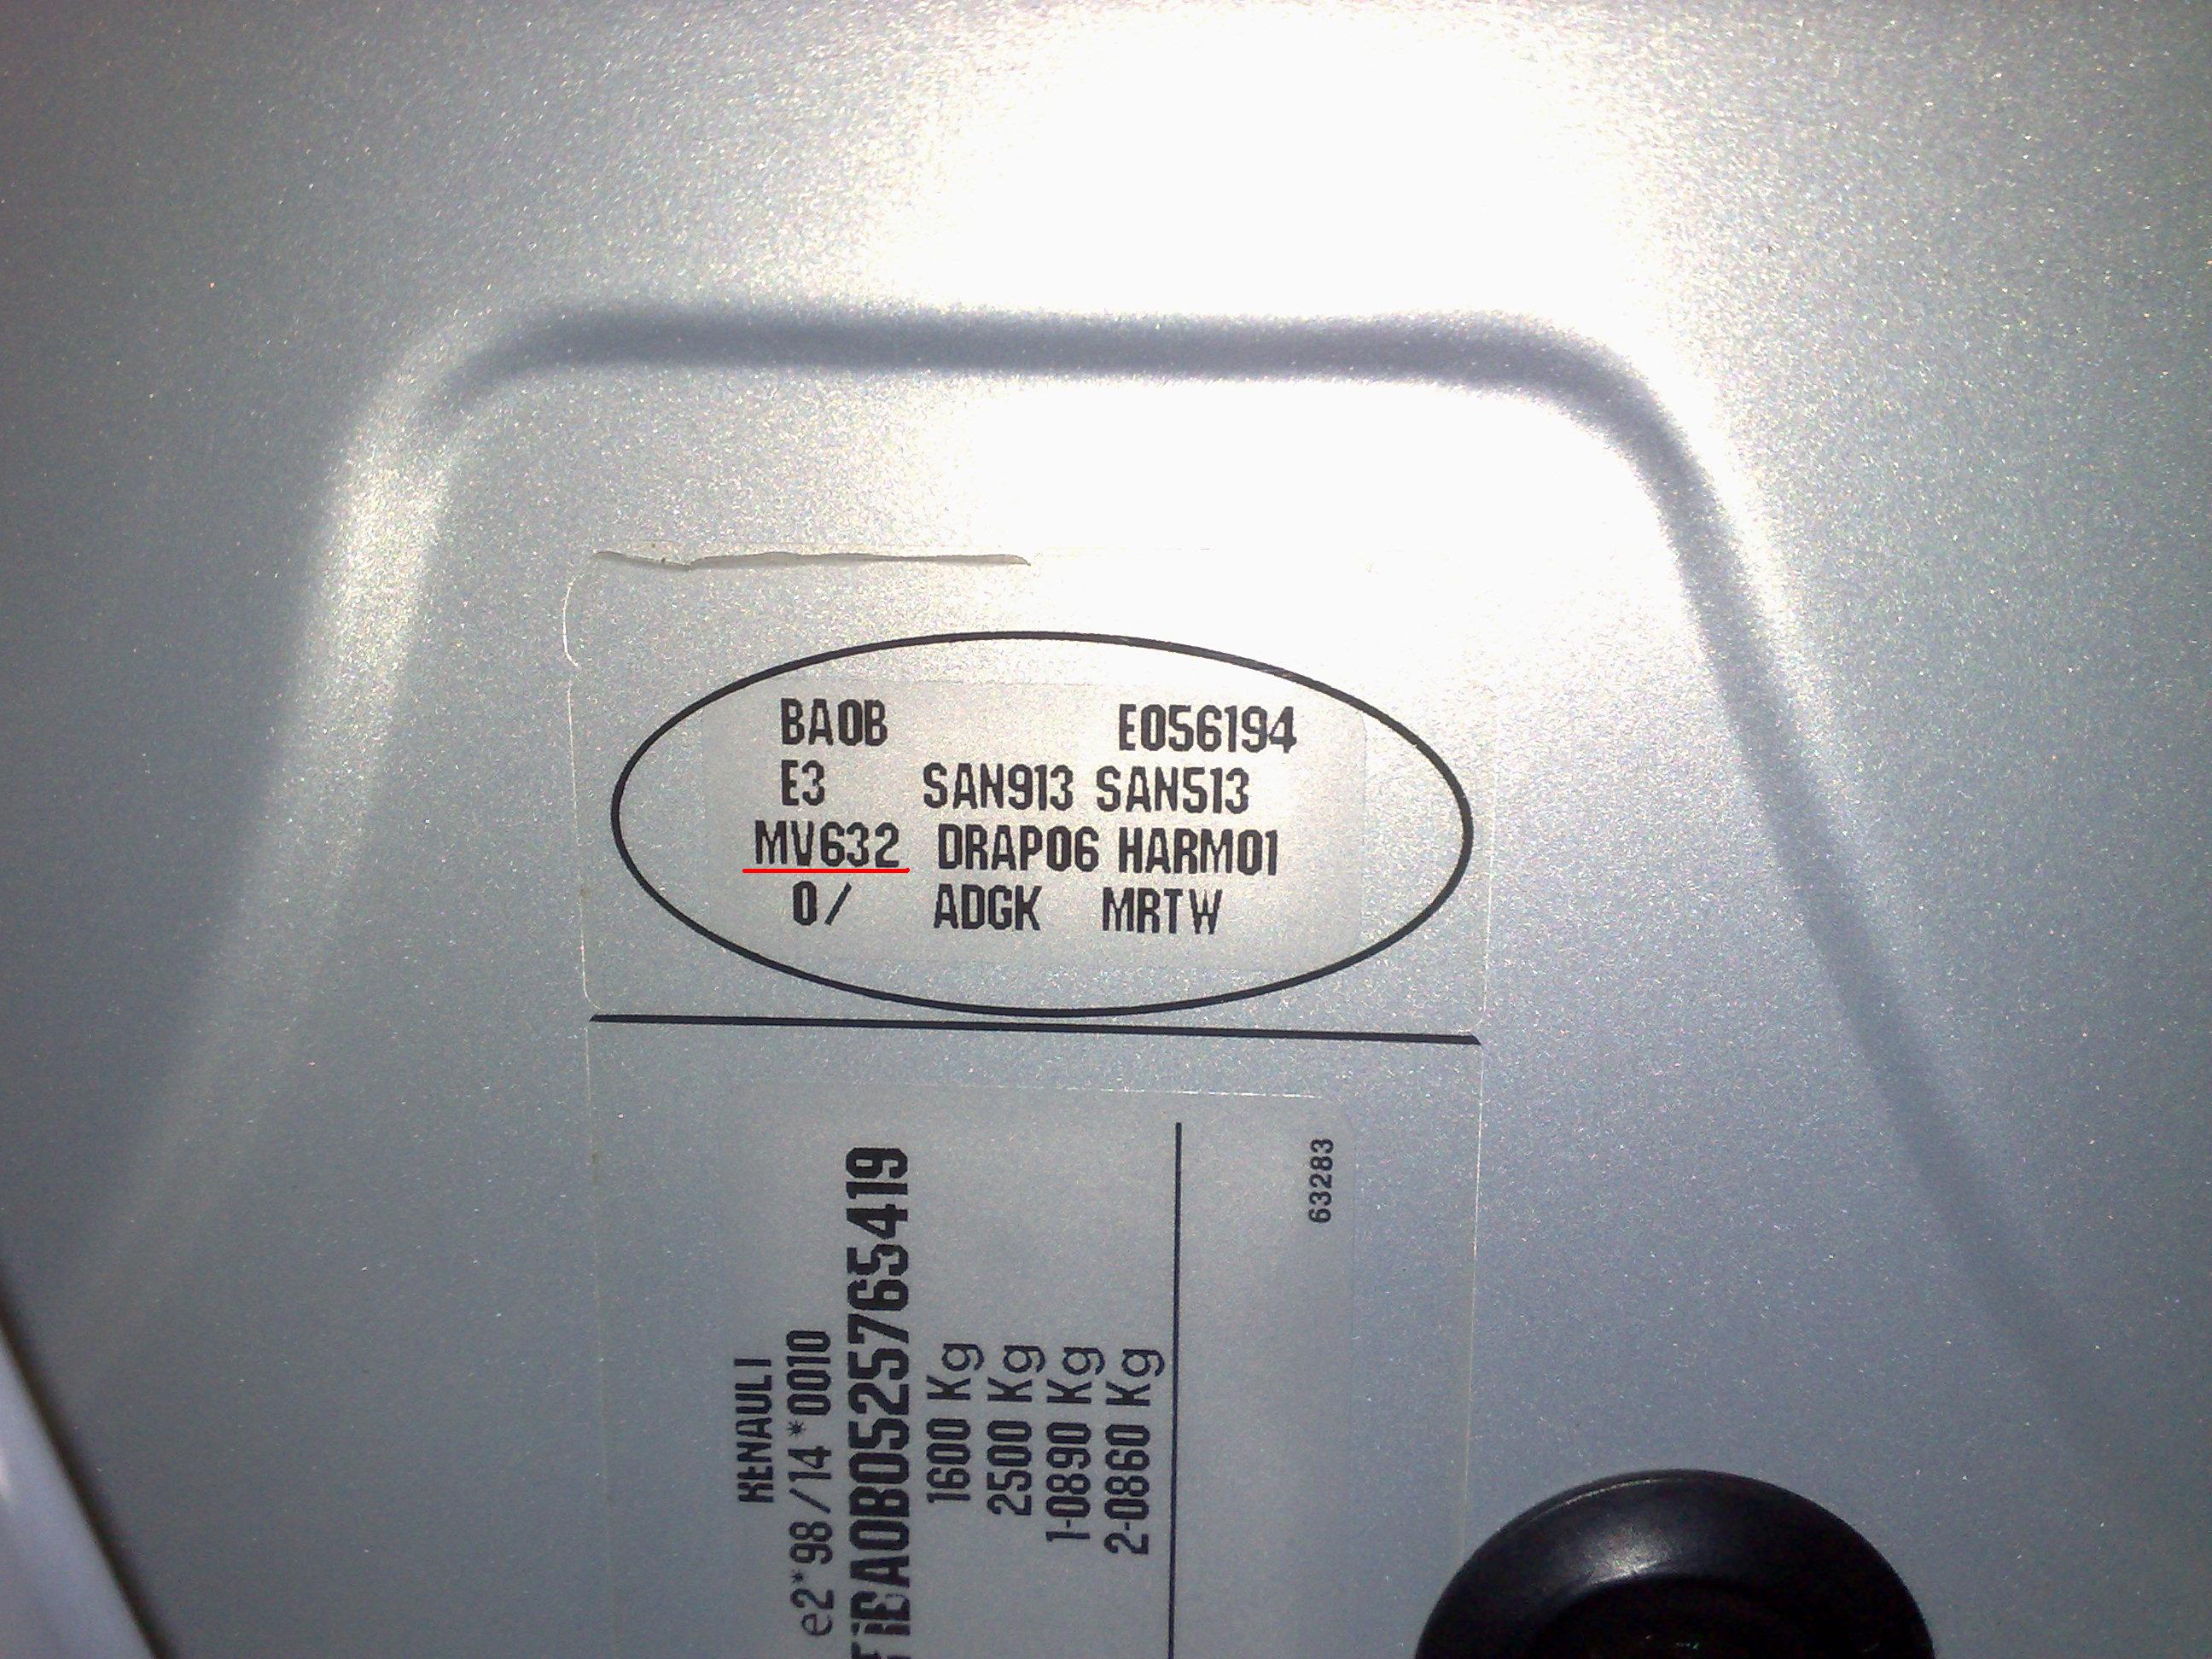 BA0B E056194
E3 SAN913 SAN513
MV632 DRAP06 HARM01
0/ ADGK MRTW
RENAULT
e2*98/14*0010
BA0B0525765419
1600 Kg
2500 Kg
1-0890 Kg
2-0860 Kg
63283